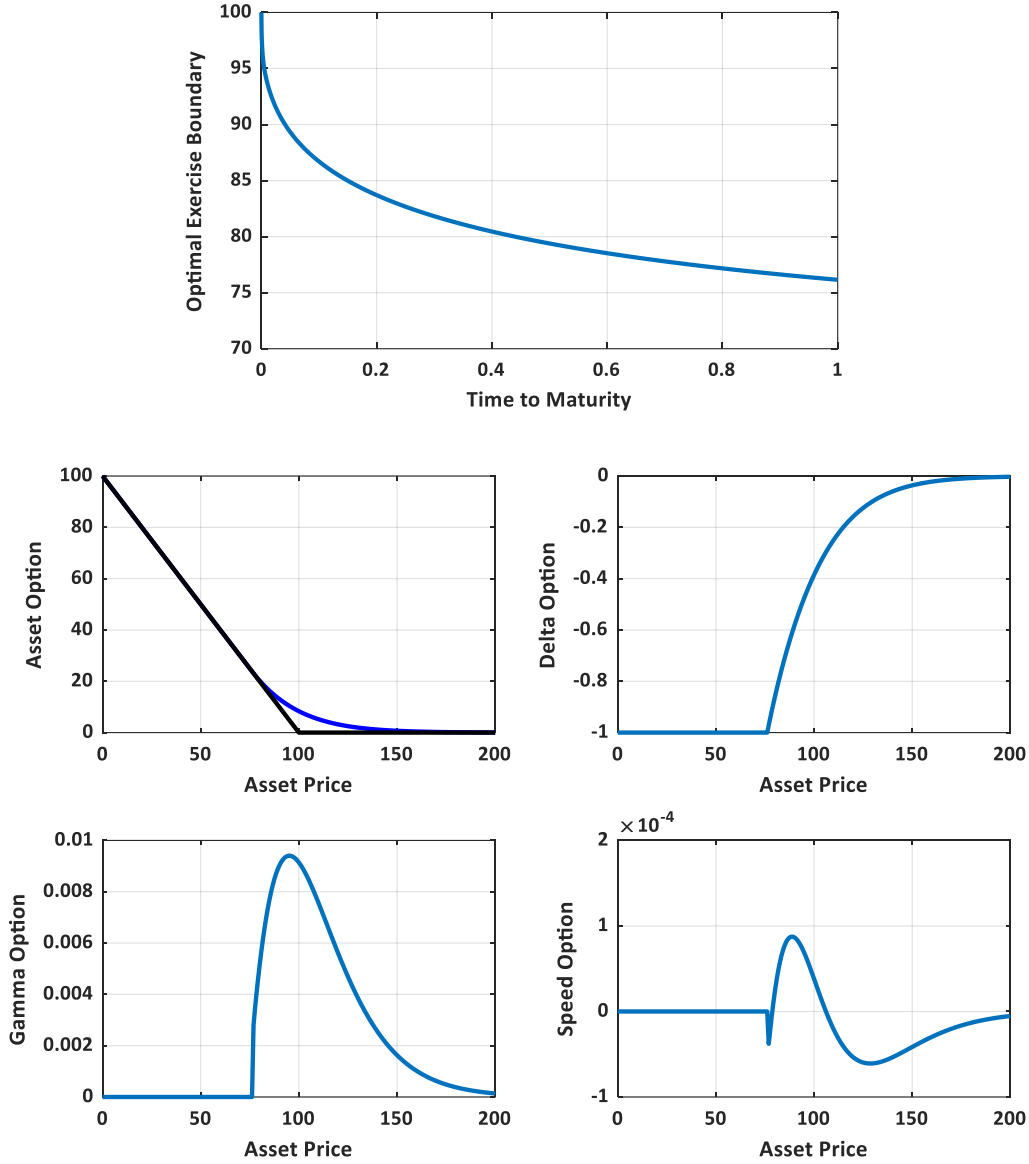 100
95
90
85
80
75
70
0 0.2 0.4 0.6 0.8 1
Optimal Exercise Boundary
Time to Maturity
100
80
60
40
20
0
0 50 100 150 200
Asset Option
Asset Price
0
-0.2
-0.4
-0.6
-0.8
-1
0 50 100 150 200
Delta Option
Asset Price
0.01
0.008
0.006
0.004
0.002
0
0 50 100 150 200
Gamma Option
Asset Price
×10⁻⁴
2
1
0
-1
0 50 100 150 200
Speed Option
Asset Price